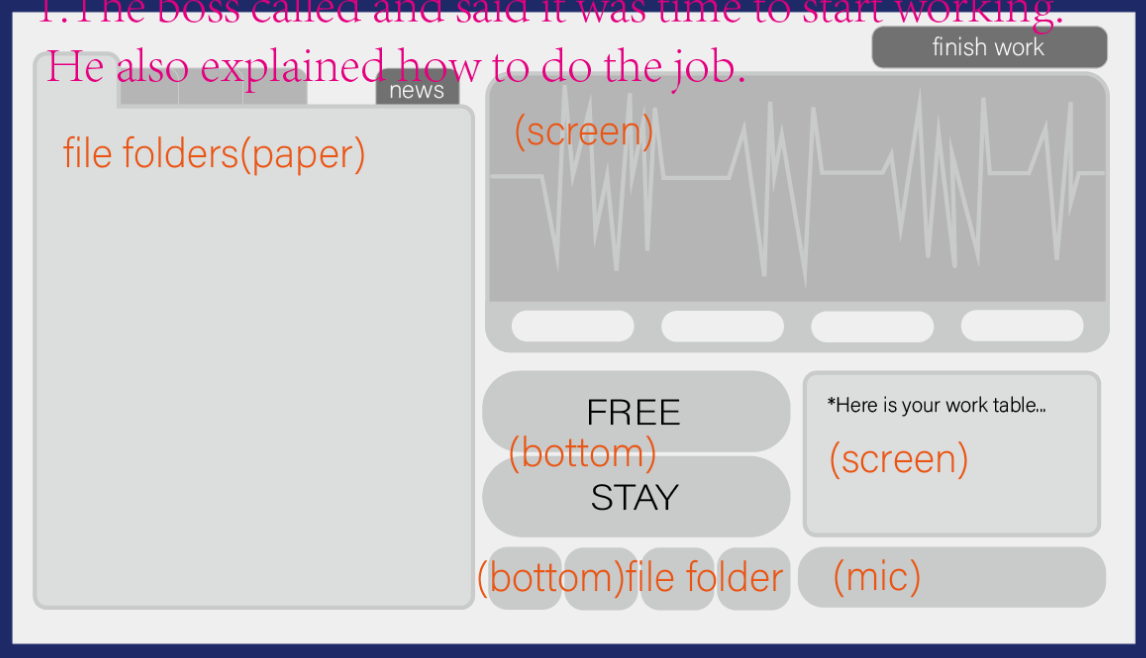 1. The boss called and said it was time to start working.
He also explained how to do the job.
finish work
news
file folders(paper)
(screen)
FREE
(bottom)
STAY
*Here is your work table...
(screen)
(bottom)file folder
(mic)